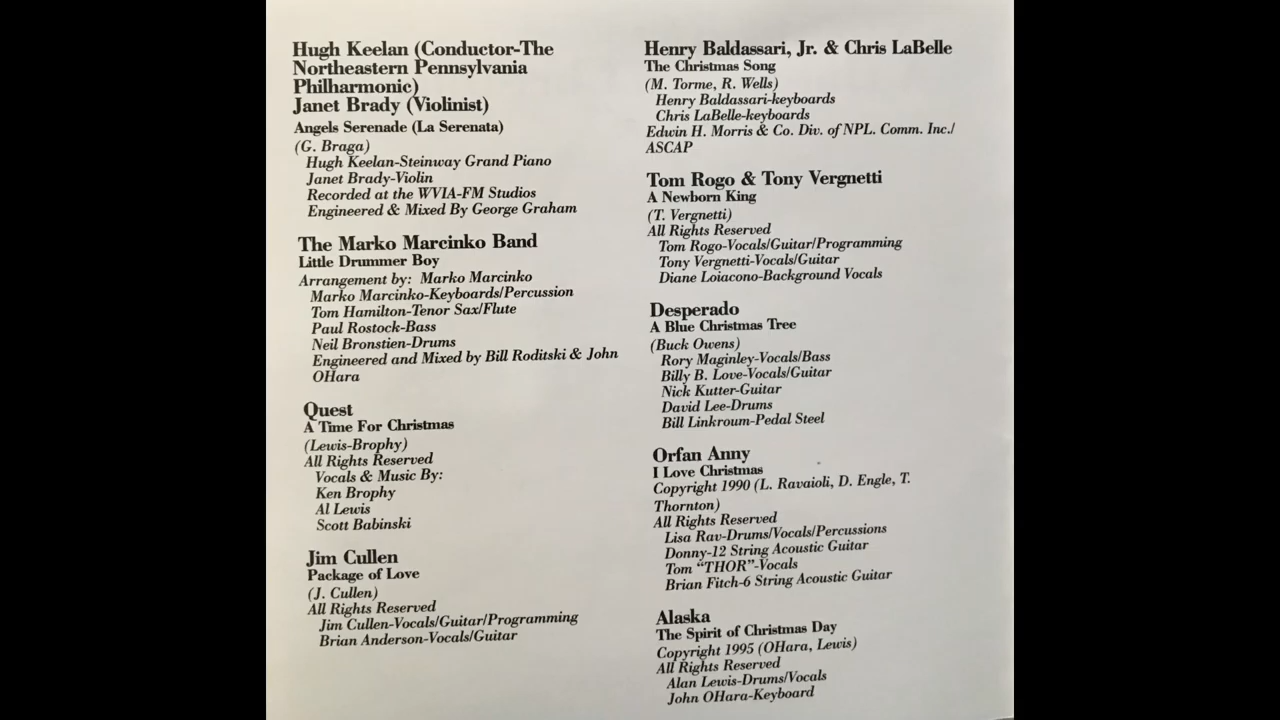 Hugh Keelan (Conductor-The
Northeastern Pennsylvania
Philharmonic)
Janet Brady (Violinist)
Angels Serenade (La Serenata)
(G. Braga)
Hugh Keelan-Steinway Grand Piano
Janet Brady-Violin
Recorded at the WVIA-FM Studios
Engineered & Mixed By George Graham
The Marko Marcinko Band
Little Drummer Boy
Arrangement by: Marko Marcinko
Marko Marcinko-Keyboards/Percussion
Tom Hamilton-Tenor Sax/Flute
Paul Rostock-Bass
Neil Bronstien-Drums
Engineered and Mixed by Bill Roditski & John
OHara
Quest
A Time For Christmas
(Lewis-Brophy)
All Rights Reserved
Vocals & Music By:
Ken Brophy
Al Lewis
Scott Babinski
Jim Cullen
Package of Love
(J. Cullen)
All Rights Reserved
Jim Cullen-Vocals/Guitar/Programming
Brian Anderson-Vocals/Guitar
Henry Baldassari, Jr. & Chris LaBelle
The Christmas Song
(M. Torme, R. Wells)
Henry Baldassari-keyboards
Chris LaBelle-keyboards
Edwin H. Morris & Co. Div. of NPL. Comm. Inc./
ASCAP
Tom Rogo & Tony Vergnetti
A Newborn King
(T. Vergnetti)
All Rights Reserved
Tom Rogo-Vocals/Guitar/Programming
Tony Vergnetti-Vocals/Guitar
Diane Loiacono-Background Vocals
Desperado
A Blue Christmas Tree
(Buck Owens)
Rory Maginley-Vocals/Bass
Billy B. Love-Vocals/Guitar
Nick Kutter-Guitar
David Lee-Drums
Bill Linkroum-Pedal Steel
Orfan Anny
I Love Christmas
Copyright 1990 (L. Ravaioli, D. Engle, T.
Thornton)
All Rights Reserved
Lisa Rav-Drums/Vocals/Percussions
Donny-12 String Acoustic Guitar
Tom “THOR”-Vocals
Brian Fitch-6 String Acoustic Guitar
Alaska
The Spirit of Christmas Day
Copyright 1995 (OHara, Lewis)
All Rights Reserved
Alan Lewis-Drums/Vocals
John OHara-Keyboard